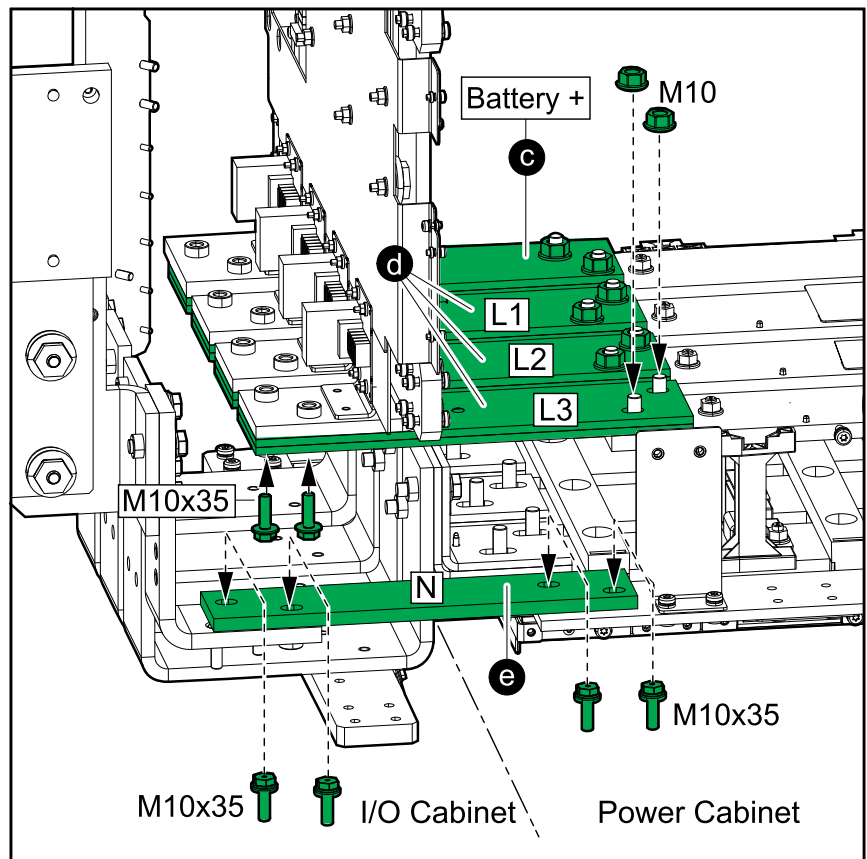 Battery +
M10
c
d
L1
L2
L3
M10x35
N
e
M10x35
M10x35
I/O Cabinet
Power Cabinet